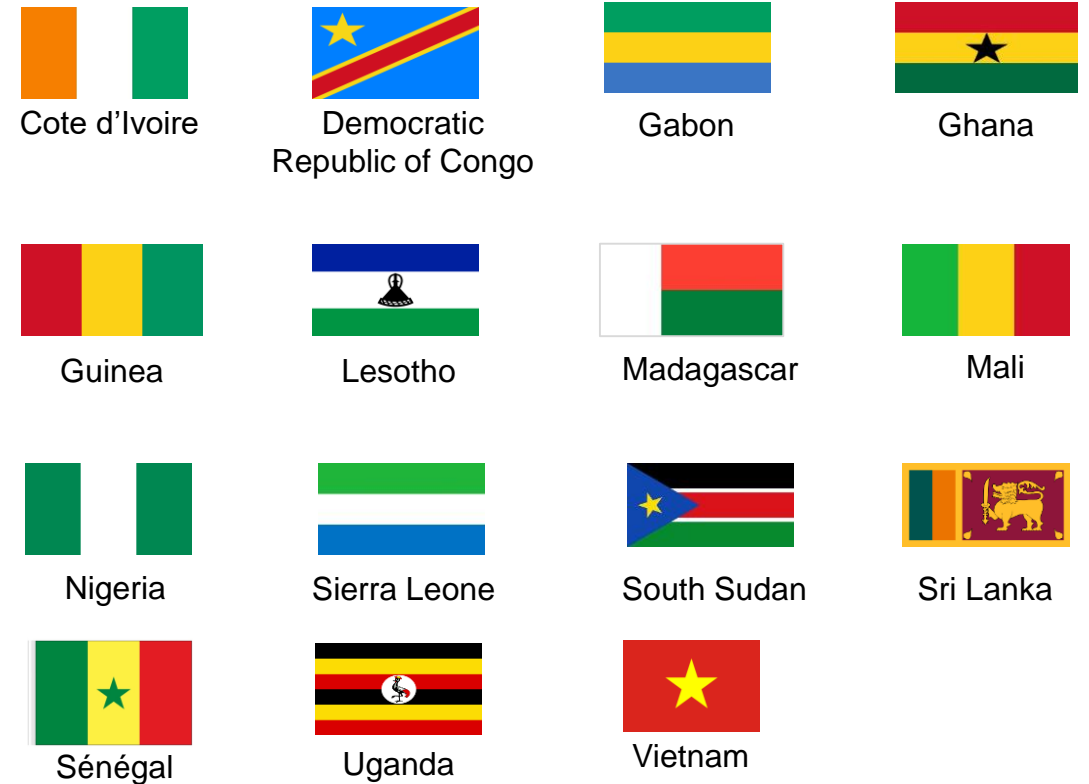 Cote d’Ivoire
Democratic
Republic of Congo
Gabon
Ghana
Guinea
Lesotho
Madagascar
Mali
Nigeria
Sierra Leone
South Sudan
Sri Lanka
Sénégal
Uganda
Vietnam